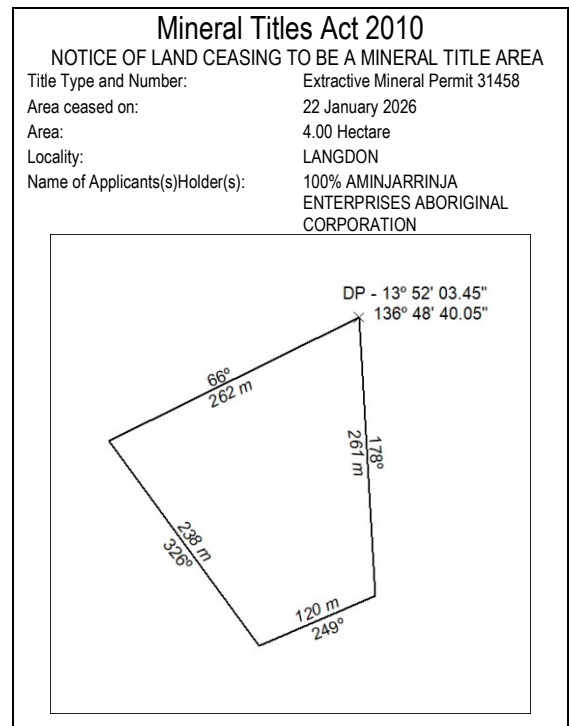 Mineral Titles Act 2010
NOTICE OF LAND CEASING TO BE A MINERAL TITLE AREA
Title Type and Number: Extractive Mineral Permit 31458
Area ceased on: 22 January 2026
Area: 4.00 Hectare
Locality: LANGDON
Name of Applicants(s)Holder(s): 100% AMINJARRINJA
ENTERPRISES ABORIGINAL
CORPORATION
DP - 13º 52' 03.45"
136º 48' 40.05"
66º
262 m
178º
261 m
238 m
326º
120 m
249º